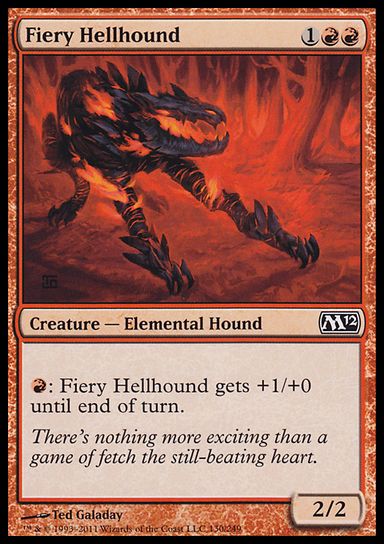 Fiery Hellhound 1
Creature — Elemental Hound M12
: Fiery Hellhound gets +1/+0
until end of turn.
There's nothing more exciting than a
game of fetch the still-beating heart.
Ted Galaday
™ & © 1993–2011 Wizards of the Coast LLC 130/249
2/2